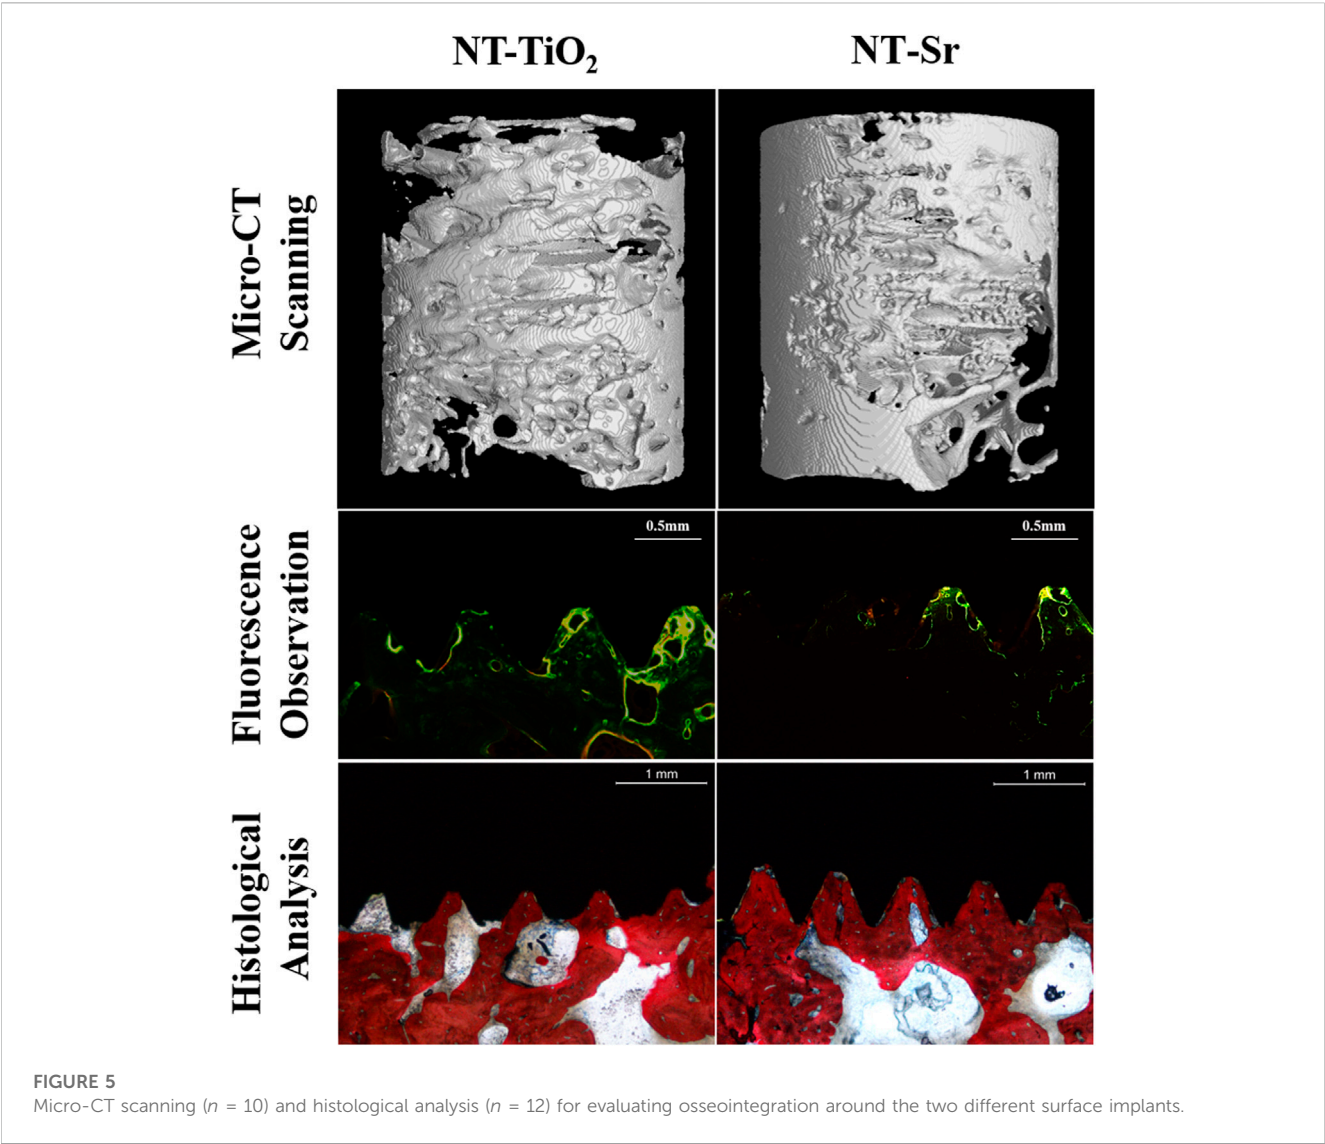 NT-TiO₂
NT-Sr
Micro-CT
Scanning
Fluorescence
Observation
0.5mm
0.5mm
Histological
Analysis
1 mm
1 mm
FIGURE 5
Micro-CT scanning (n = 10) and histological analysis (n = 12) for evaluating osseointegration around the two different surface implants.